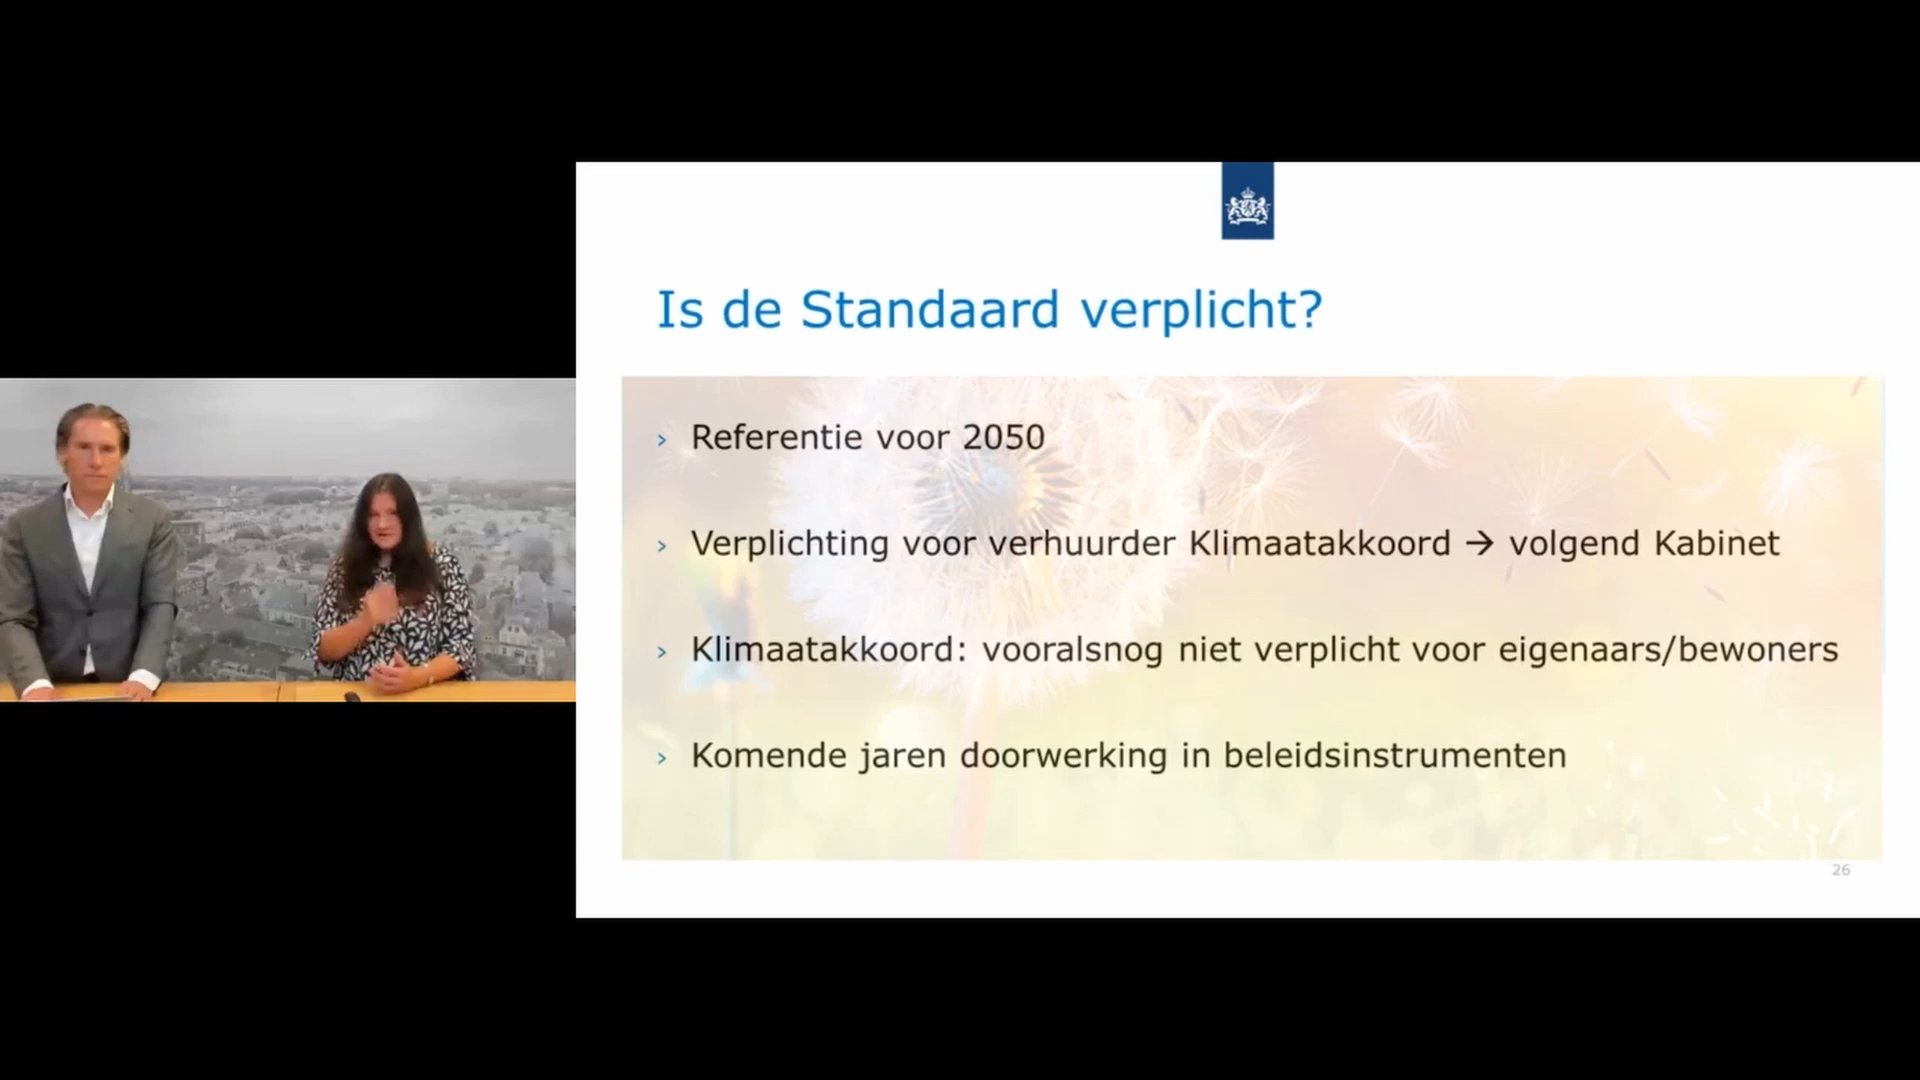 Is de Standaard verplicht?
› Referentie voor 2050
› Verplichting voor verhuurder Klimaatakkoord → volgend Kabinet
› Klimaatakkoord: vooralsnog niet verplicht voor eigenaars/bewoners
› Komende jaren doorwerking in beleidsinstrumenten
26